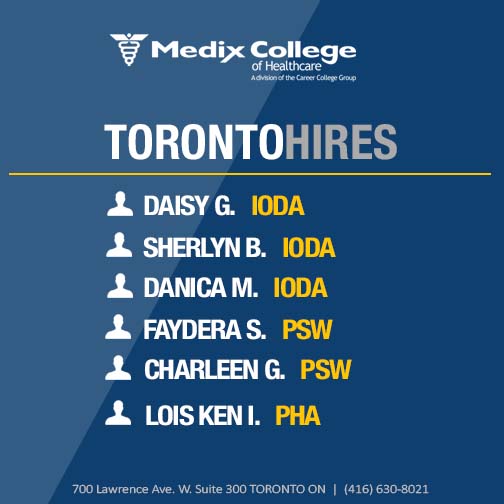 Medix College
of Healthcare
A division of the Career College Group
TORONTOHIRES
DAISY G. IODA
SHERLYN B. IODA
DANICA M. IODA
FAYDERA S. PSW
CHARLEEN G. PSW
LOIS KEN I. PHA
700 Lawrence Ave. W. Suite 300 TORONTO ON | (416) 630-8021